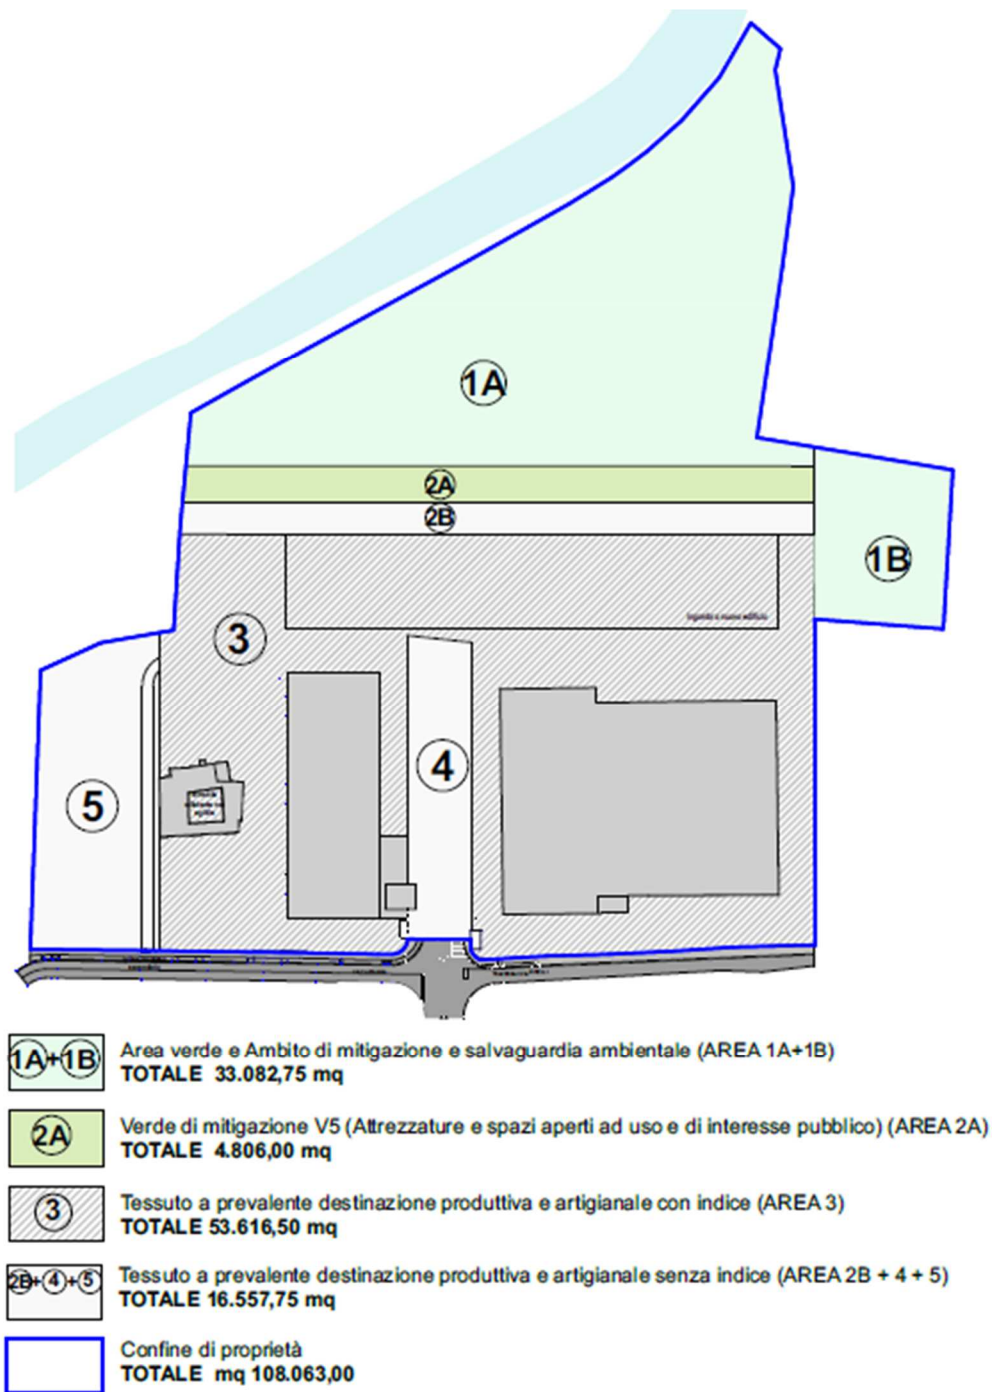 1A
2A
2B
1B
3
4
5
1A+1B
Area verde e Ambito di mitigazione e salvaguardia ambientale (AREA 1A+1B)
TOTALE 33.082,75 mq
2A
Verde di mitigazione V5 (Attrezzature e spazi aperti ad uso e di interesse pubblico) (AREA 2A)
TOTALE 4.806,00 mq
3
Tessuto a prevalente destinazione produttiva e artigianale con indice (AREA 3)
TOTALE 53.616,50 mq
2B+4+5
Tessuto a prevalente destinazione produttiva e artigianale senza indice (AREA 2B + 4 + 5)
TOTALE 16.557,75 mq
Confine di proprietà
TOTALE mq 108.063,00